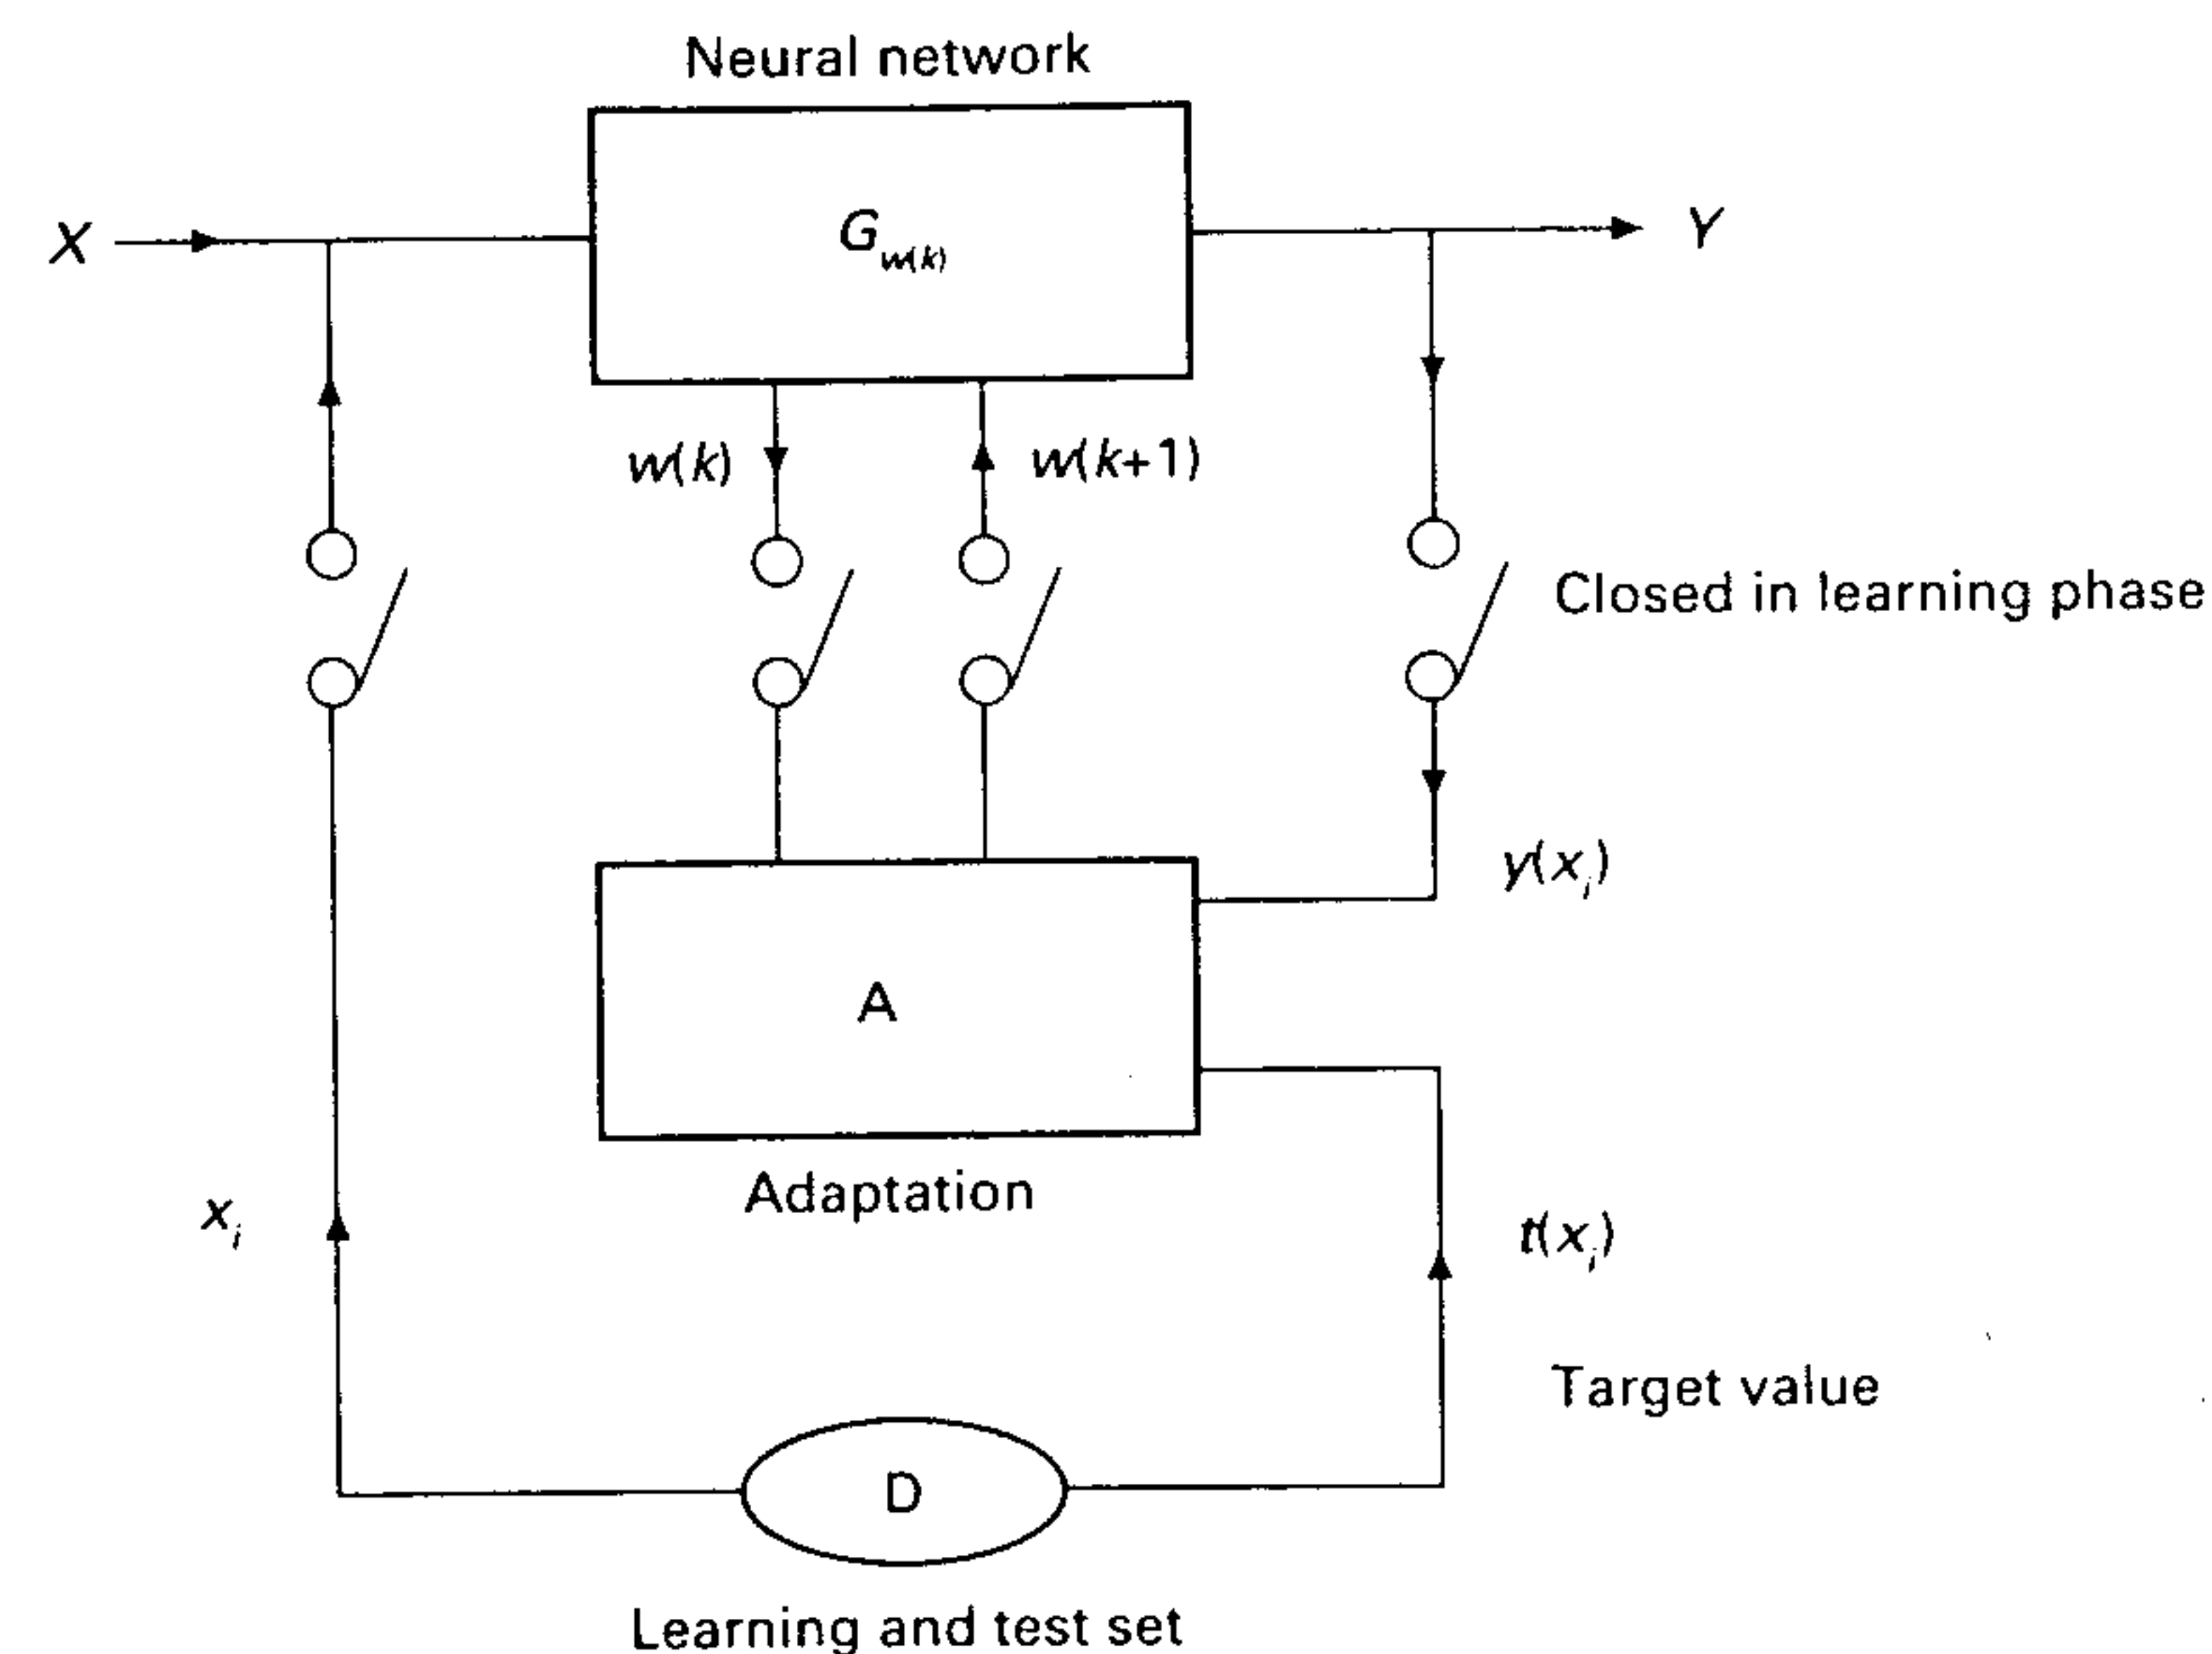 Neural network
X
G_w(k)
Y
w(k)
w(k+1)
Closed in learning phase
y(x_i)
A
Adaptation
x_i
t(x_i)
Target value
D
Learning and test set